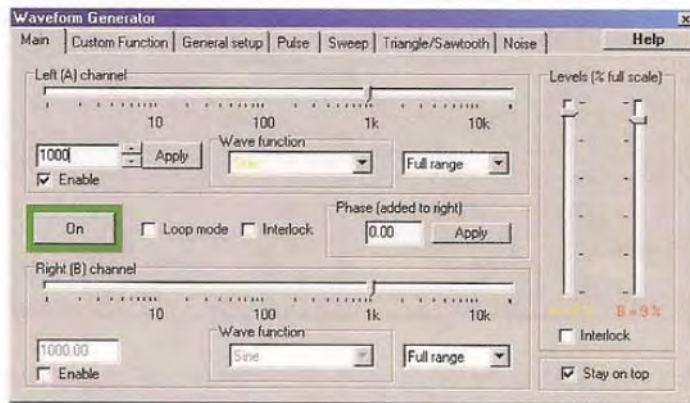 Waveform Generator
Main Custom Function General setup Pulse Sweep Triangle/Sawtooth Noise Help
Left (A) channel
10 100 1k 10k
1000 Apply
Wave function
Sine
Full range
Enable
On
Loop mode Interlock
Phase (added to right)
0.00 Apply
Right (B) channel
10 100 1k 10k
1000.00
Wave function
Sine
Full range
Enable
Levels (% full scale)
Interlock
Stay on top